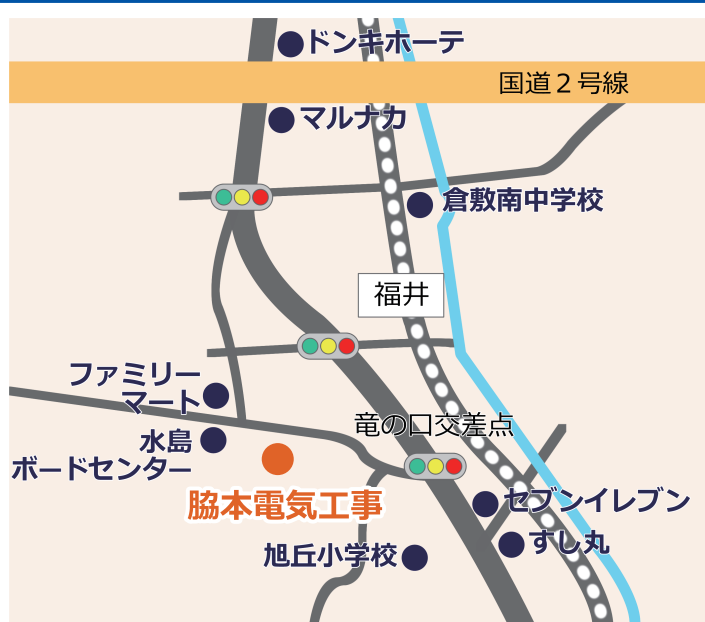 ドンキホーテ
国道２号線
マルナカ
倉敷南中学校
福井
ファミリー
マート
竜の口交差点
水島
ボードセンター
脇本電気工事
セブンイレブン
すし丸
旭丘小学校